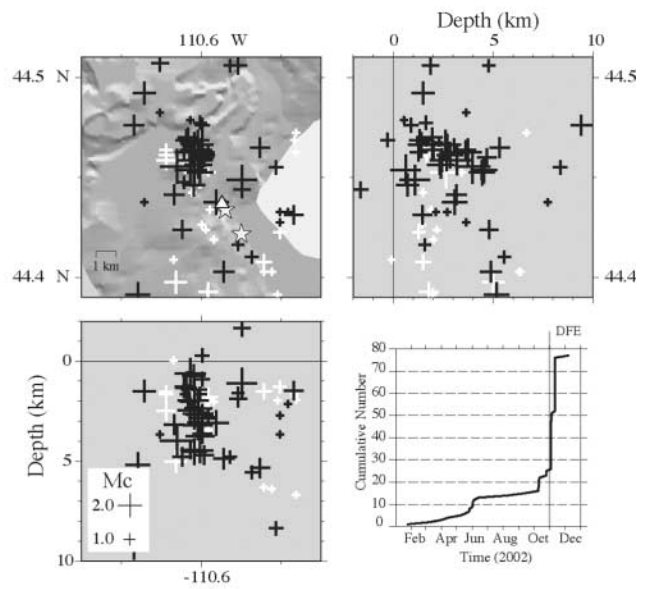 Depth (km)
110.6 W
0 5 10
44.5 N
44.5 N
1 km
44.4 N
44.4 N
DFE
0
80
70
60
50
40
30
20
10
0
Cumulative Number
5
Depth (km)
Mc
2.0
1.0
10
Feb Apr Jun Aug Oct Dec
Time (2002)
-110.6